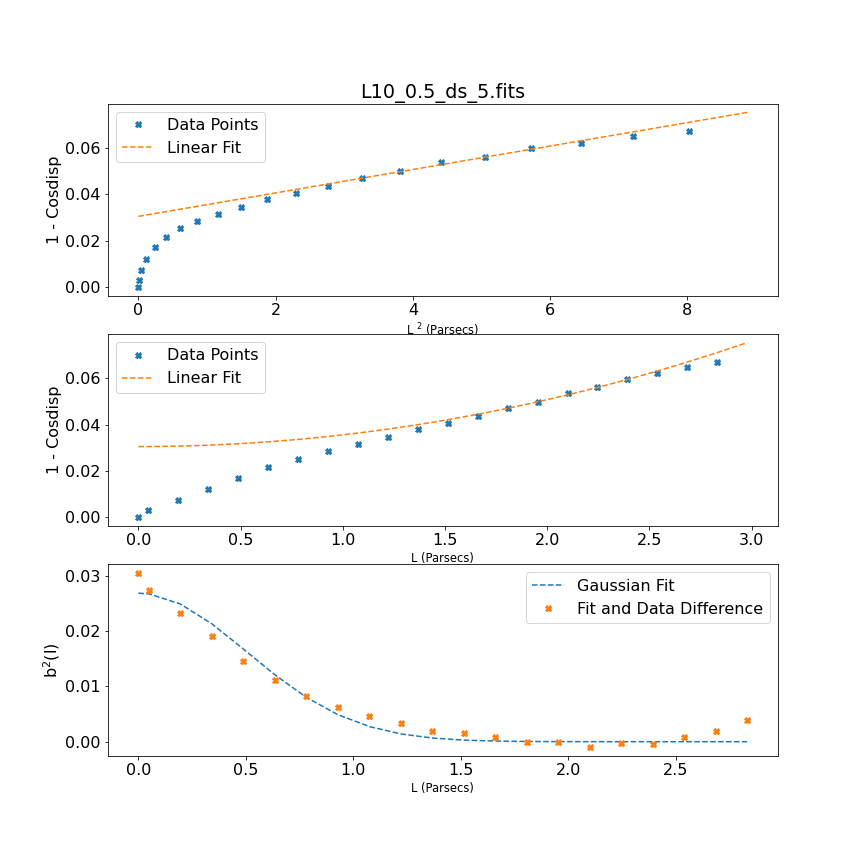 L10_0.5_ds_5.fits
1 - Cosdisp
0.06
0.04
0.02
0.00
Data Points
Linear Fit
0 2 4 6 8
L ² (Parsecs)
1 - Cosdisp
0.06
0.04
0.02
0.00
Data Points
Linear Fit
0.0 0.5 1.0 1.5 2.0 2.5 3.0
L (Parsecs)
b²(l)
0.03
0.02
0.01
0.00
Gaussian Fit
Fit and Data Difference
0.0 0.5 1.0 1.5 2.0 2.5
L (Parsecs)